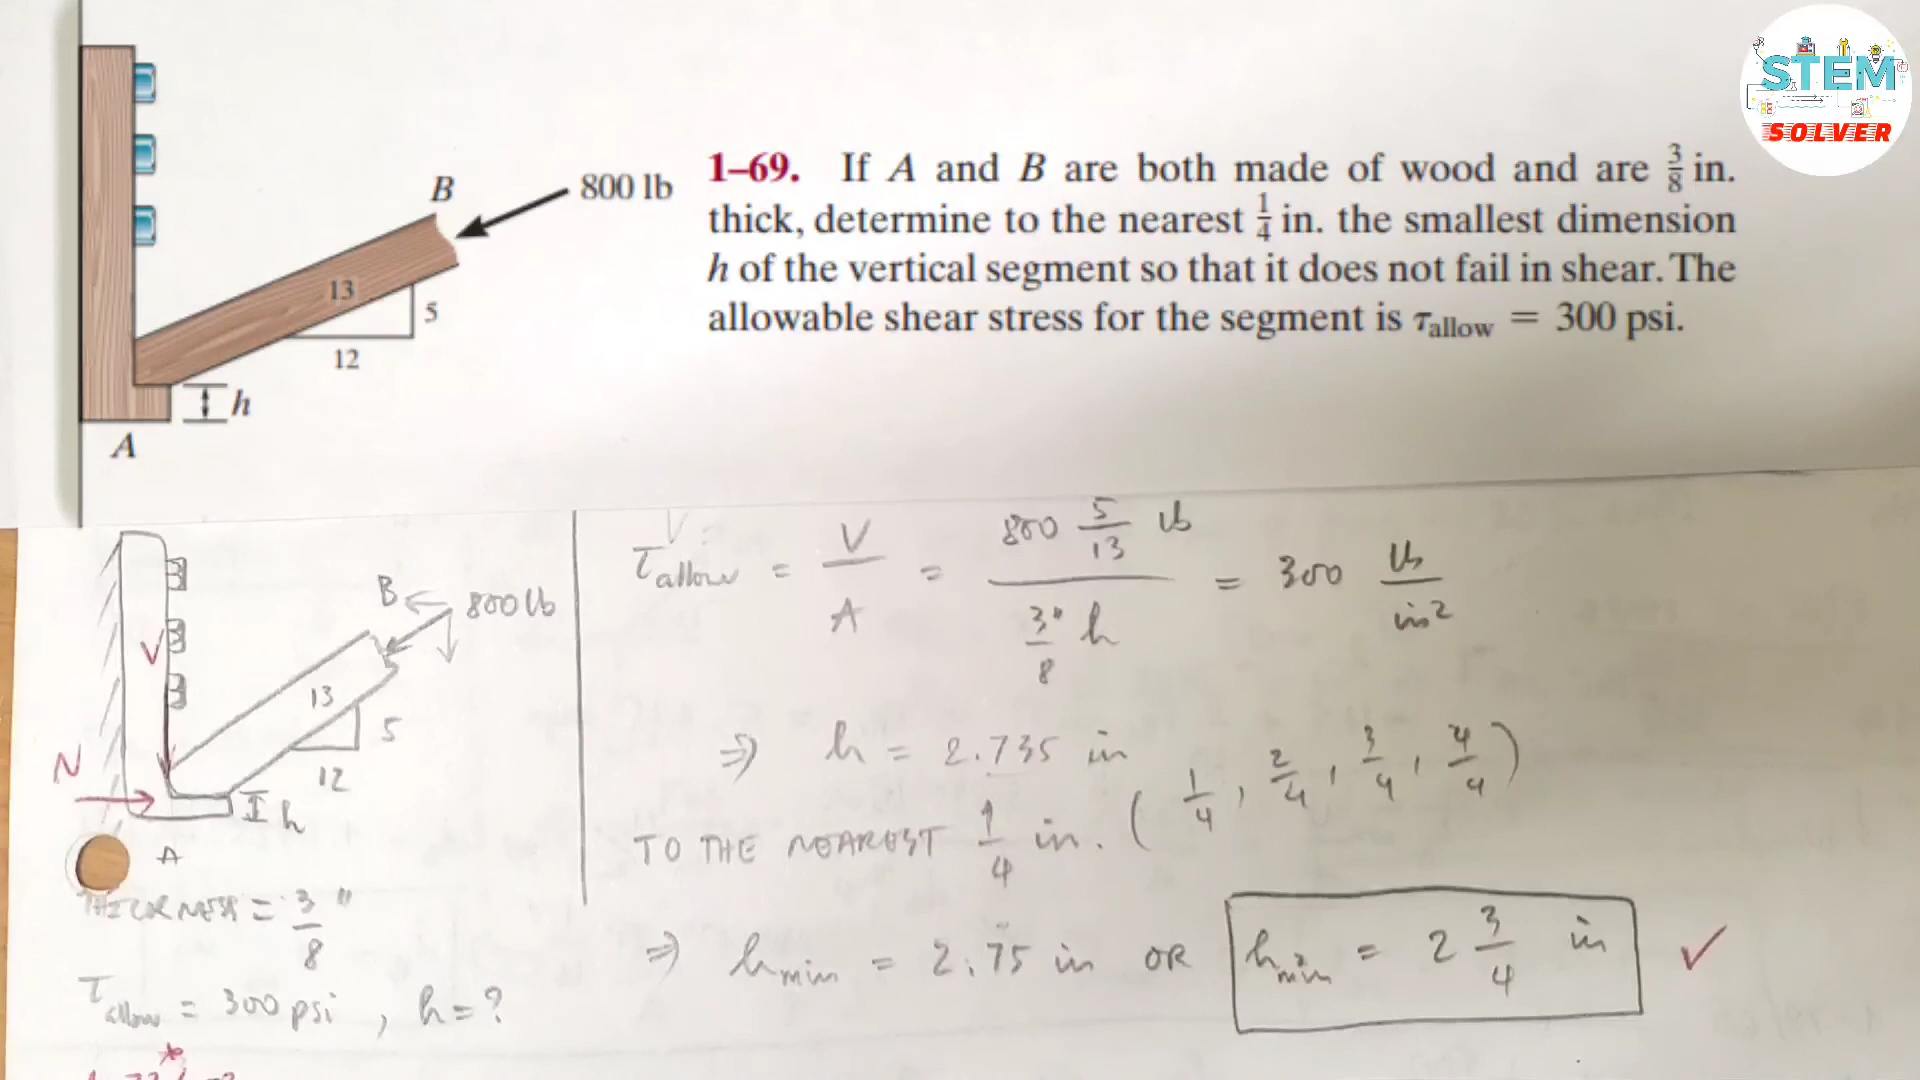 STEM
SOLVER
1–69. If A and B are both made of wood and are 3/8 in.
thick, determine to the nearest 1/4 in. the smallest dimension
h of the vertical segment so that it does not fail in shear. The
allowable shear stress for the segment is τallow = 300 psi.
B
800 lb
13
5
12
h
A
τallow = V/A = 800 5/13 lb / 3/8" h = 300 lb/in²
⇒ h = 2.735 in
TO THE NEAREST 1/4 in. (1/4, 2/4, 3/4, 4/4)
⇒ hmin = 2.75 in OR hmin = 2 3/4 in ✓
B
800 lb
V
13
5
12
N
h
A
THICKNESS = 3/8"
τallow = 300 psi, h = ?